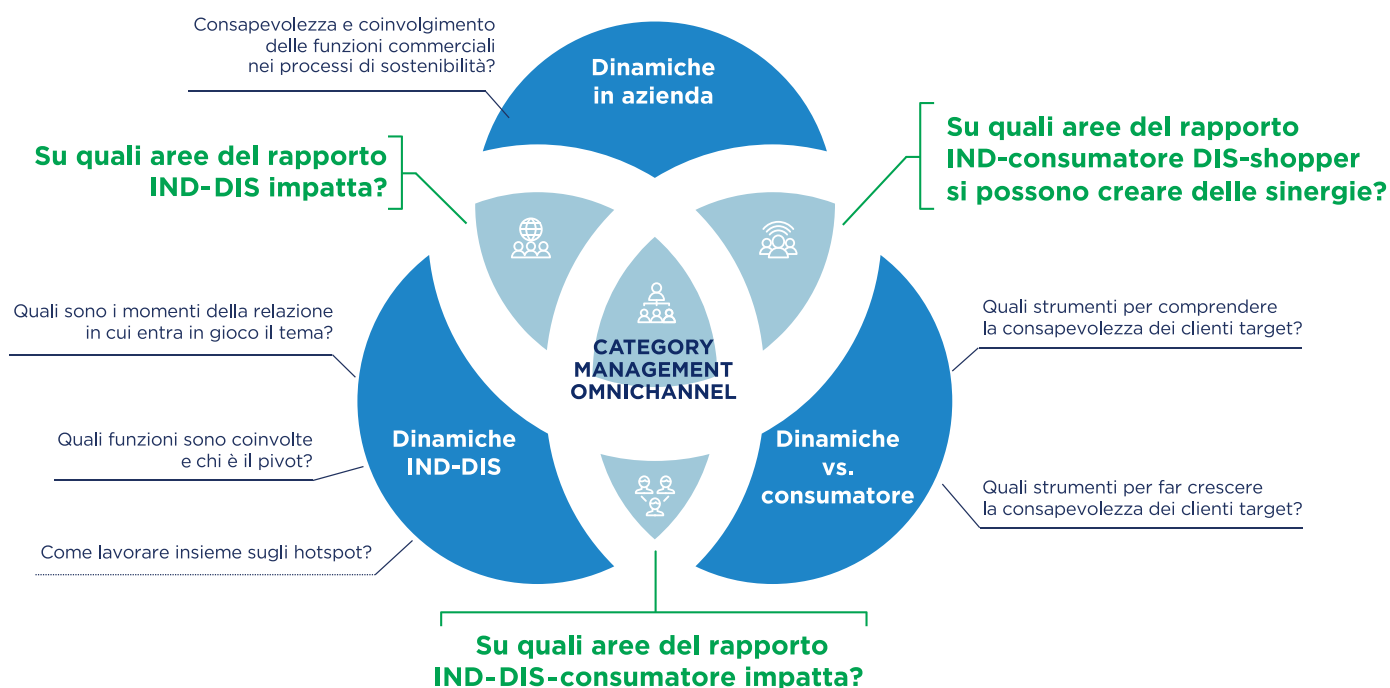 Consapevolezza e coinvolgimento
delle funzioni commerciali
nei processi di sostenibilità?
Dinamiche
in azienda
Su quali aree del rapporto
IND-DIS impatta?
Su quali aree del rapporto
IND-consumatore DIS-shopper
si possono creare delle sinergie?
Quali sono i momenti della relazione
in cui entra in gioco il tema?
Quali strumenti per comprendere
la consapevolezza dei clienti target?
CATEGORY
MANAGEMENT
OMNICHANNEL
Quali funzioni sono coinvolte
e chi è il pivot?
Dinamiche
IND-DIS
Dinamiche
vs.
consumatore
Quali strumenti per far crescere
la consapevolezza dei clienti target?
Come lavorare insieme sugli hotspot?
Su quali aree del rapporto
IND-DIS-consumatore impatta?